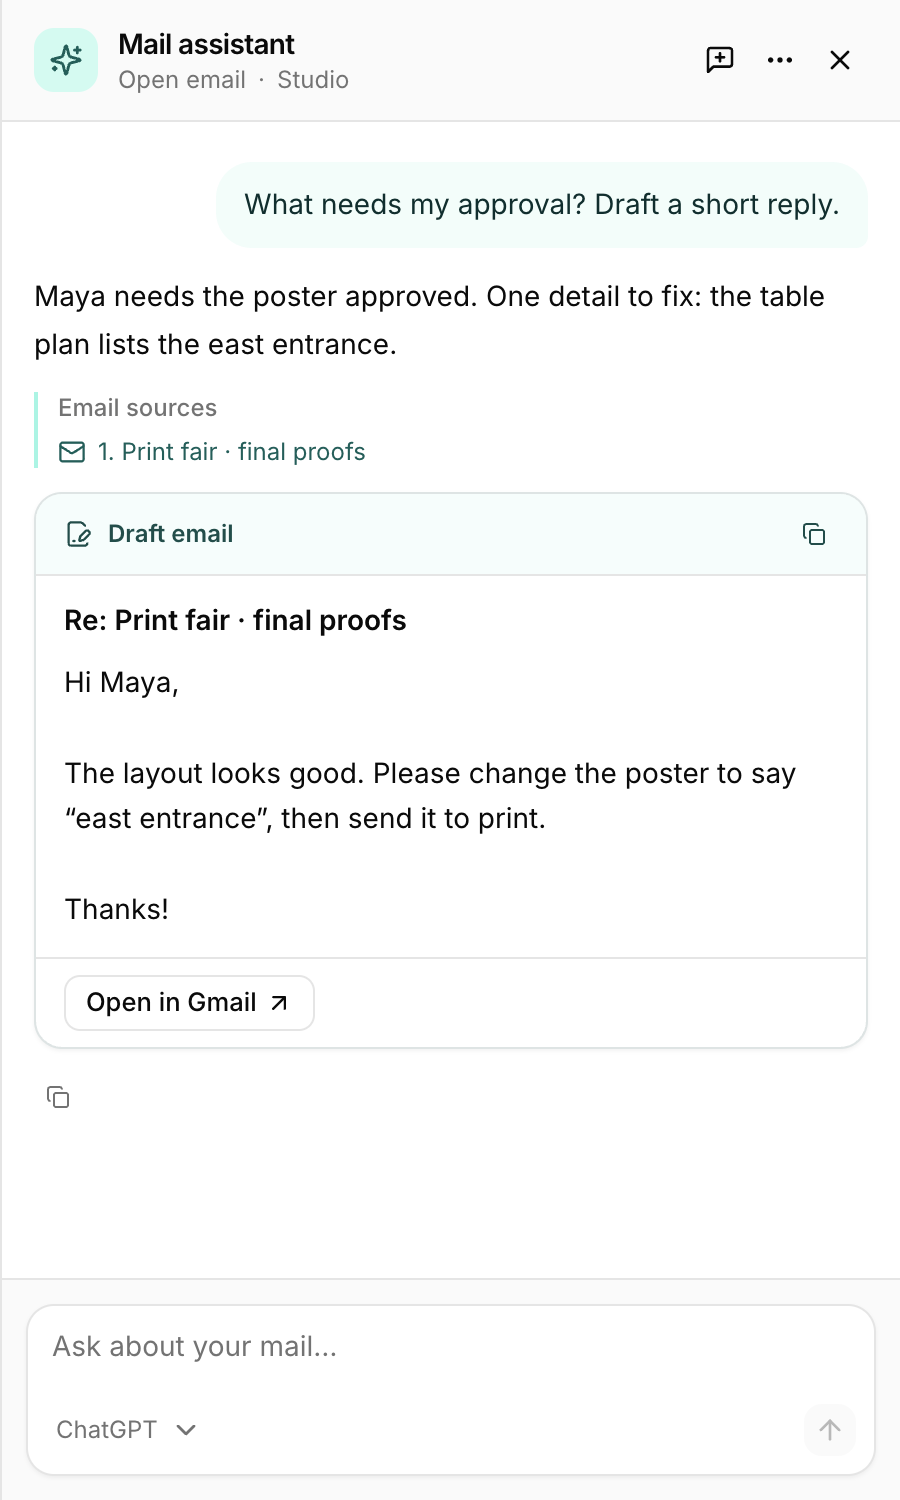 Mail assistant
Open email · Studio
What needs my approval? Draft a short reply.
Maya needs the poster approved. One detail to fix: the table
plan lists the east entrance.
Email sources
1. Print fair · final proofs
Draft email
Re: Print fair · final proofs
Hi Maya,
The layout looks good. Please change the poster to say
“east entrance”, then send it to print.
Thanks!
Open in Gmail
Ask about your mail...
ChatGPT